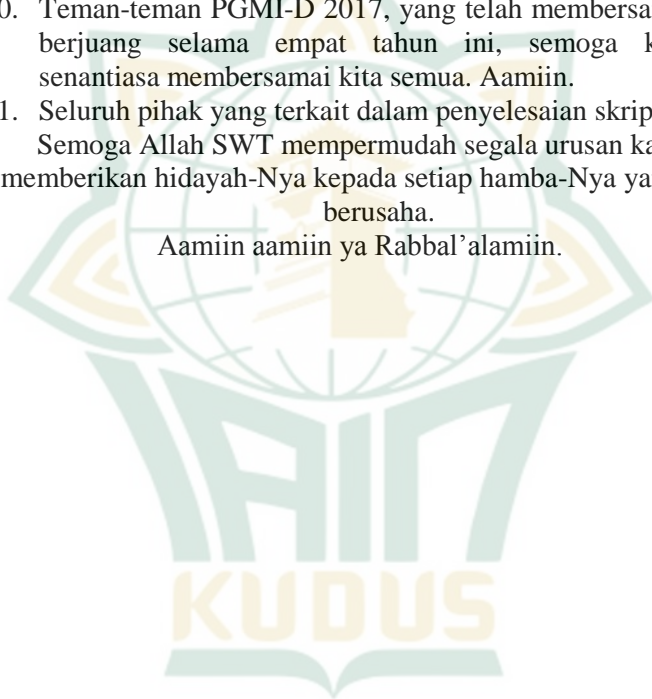 0. Teman-teman PGMI-D 2017, yang telah membersa
berjuang selama empat tahun ini, semoga k
senantiasa membersamai kita semua. Aamiin.
1. Seluruh pihak yang terkait dalam penyelesaian skrip
Semoga Allah SWT mempermudah segala urusan ka
memberikan hidayah-Nya kepada setiap hamba-Nya ya
berusaha.
Aamiin aamiin ya Rabbal’alamiin.
IAIN
KUDUS